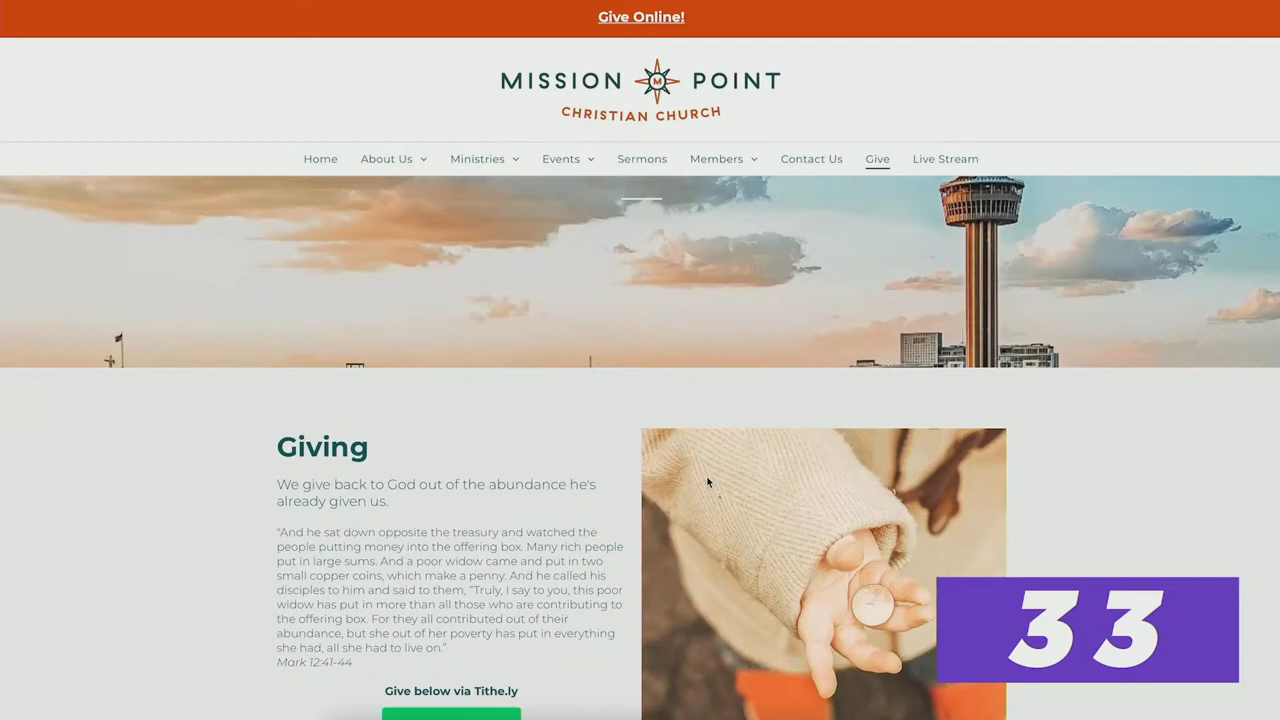 Give Online!
MISSION M POINT
CHRISTIAN CHURCH
Home About Us Ministries Events Sermons Members Contact Us Give Live Stream
Giving
We give back to God out of the abundance he's
already given us.
"And he sat down opposite the treasury and watched the
people putting money into the offering box. Many rich people
put in large sums. And a poor widow came and put in two
small copper coins, which make a penny. And he called his
disciples to him and said to them, “Truly, I say to you, this poor
widow has put in more than all those who are contributing to
the offering box. For they all contributed out of their
abundance, but she out of her poverty has put in everything
she had, all she had to live on.”
Mark 12:41-44
Give below via Tithe.ly
33